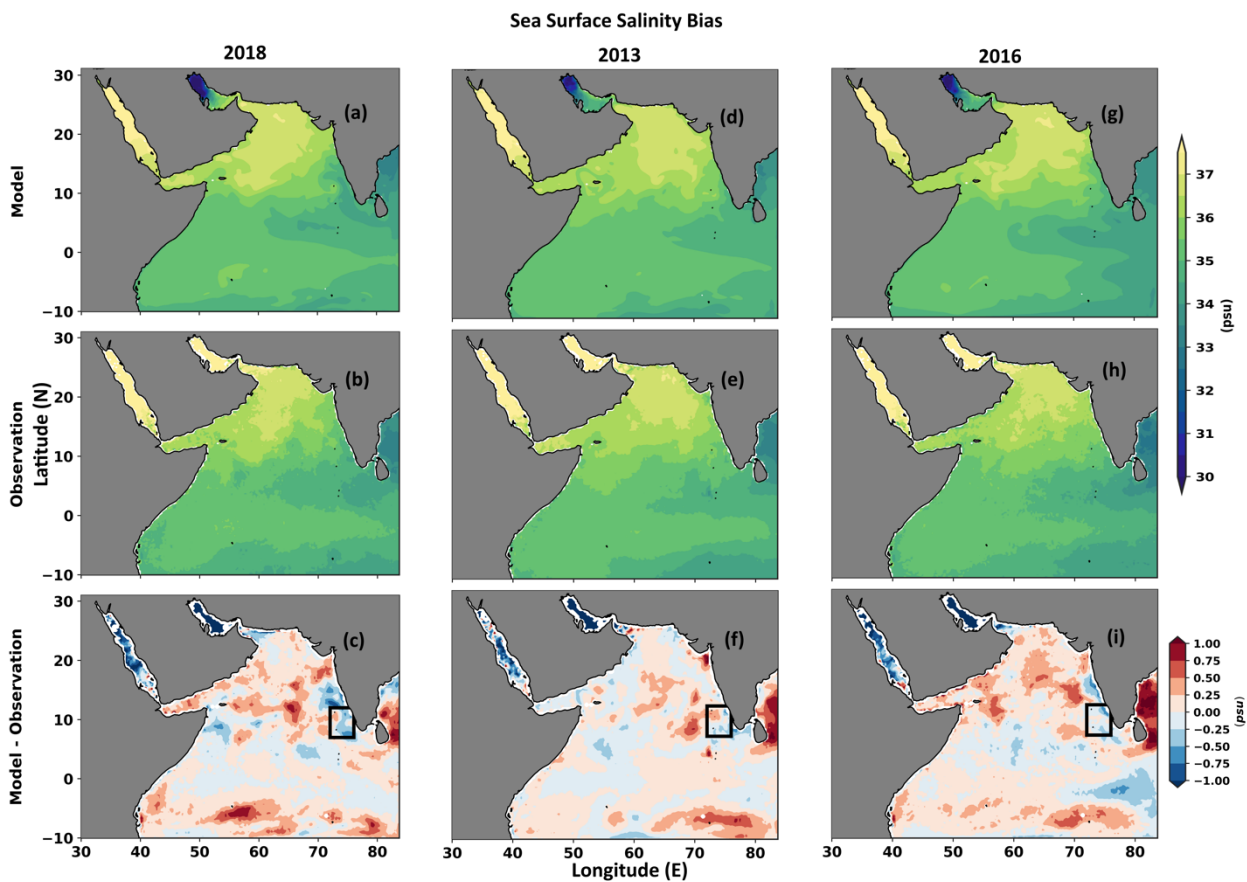 Sea Surface Salinity Bias
2018
2013
2016
Model
30
20
10
0
−10
(a)
(d)
(g)
Observation
Latitude (N)
30
20
10
0
−10
(b)
(e)
(h)
37
36
35
34
33
32
31
30
(psu)
Model - Observation
30
20
10
0
−10
(c)
(f)
(i)
1.00
0.75
0.50
0.25
0.00
−0.25
−0.50
−0.75
−1.00
(psu)
30 40 50 60 70 80
30 40 50 60 70 80
30 40 50 60 70 80
Longitude (E)